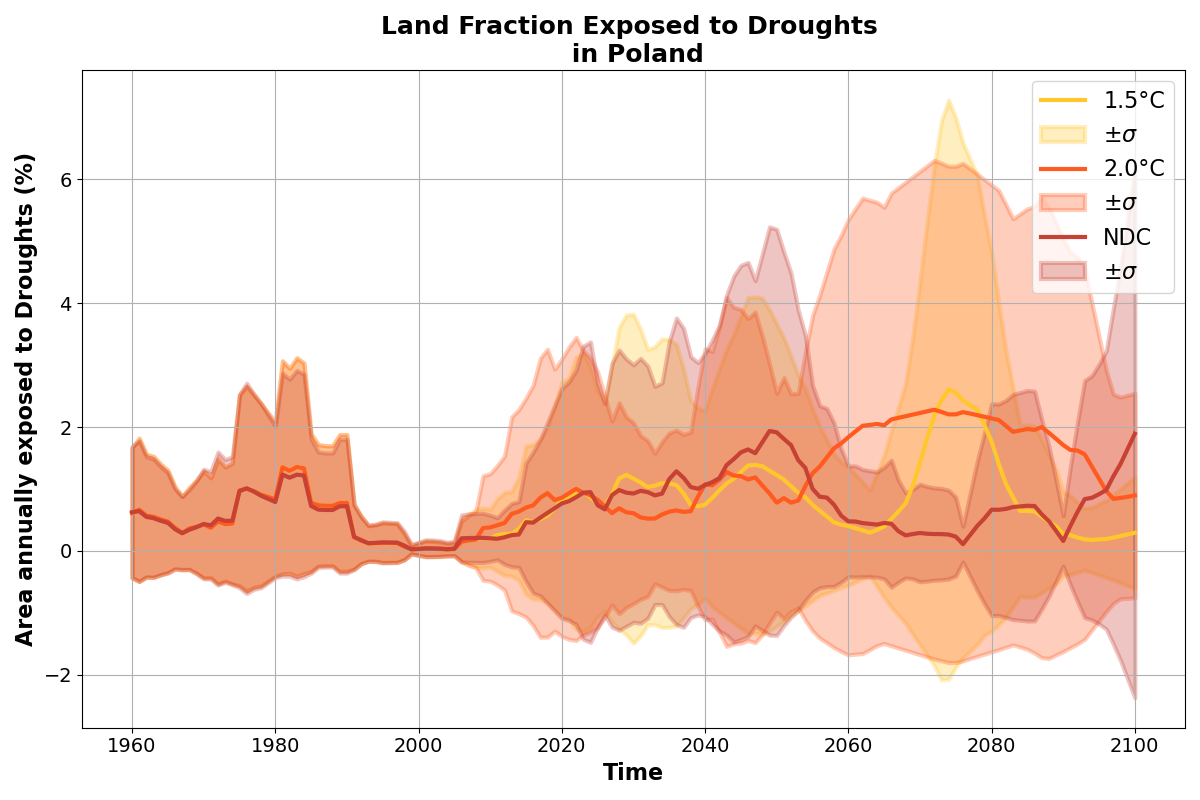 Land Fraction Exposed to Droughts
in Poland
Area annually exposed to Droughts (%)
6
4
2
0
−2
1960
1980
2000
2020
2040
2060
2080
2100
Time
1.5°C
±σ
2.0°C
±σ
NDC
±σ